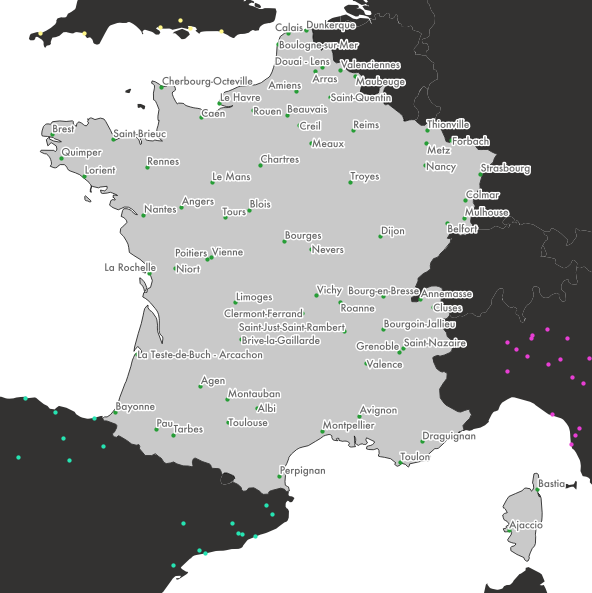 Calais
Dunkerque
Boulogne-sur-Mer
Douai - Lens
Valenciennes
Arras
Maubeuge
Cherbourg-Octeville
Amiens
Le Havre
Saint-Quentin
Caen
Rouen
Beauvais
Creil
Reims
Thionville
Brest
Saint-Brieuc
Meaux
Forbach
Metz
Quimper
Rennes
Chartres
Nancy
Strasbourg
Lorient
Le Mans
Troyes
Colmar
Angers
Blois
Nantes
Tours
Mulhouse
Belfort
Bourges
Dijon
Nevers
Poitiers
Vienne
La Rochelle
Niort
Vichy
Bourg-en-Bresse
Annemasse
Limoges
Roanne
Cluses
Clermont-Ferrand
Saint-Just-Saint-Rambert
Bourgoin-Jallieu
Brive-la-Gaillarde
Grenoble
Saint-Nazaire
La Teste-de-Buch - Arcachon
Valence
Agen
Montauban
Bayonne
Albi
Avignon
Pau
Tarbes
Toulouse
Montpellier
Draguignan
Toulon
Perpignan
Bastia
Ajaccio